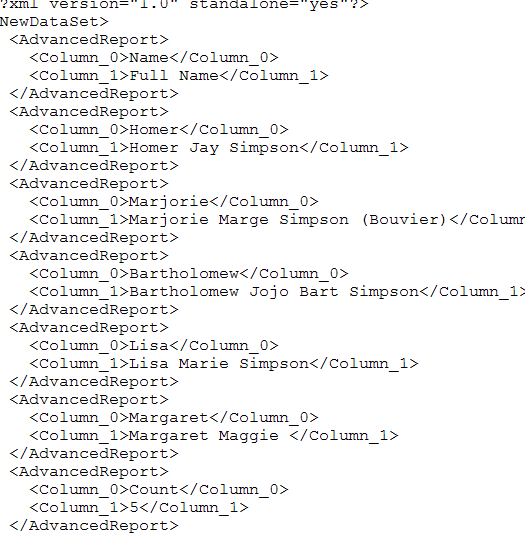 ?xml version="1.0" standalone="yes"?>
NewDataSet>
<AdvancedReport>
<Column_0>Name</Column_0>
<Column_1>Full Name</Column_1>
</AdvancedReport>
<AdvancedReport>
<Column_0>Homer</Column_0>
<Column_1>Homer Jay Simpson</Column_1>
</AdvancedReport>
<AdvancedReport>
<Column_0>Marjorie</Column_0>
<Column_1>Marjorie Marge Simpson (Bouvier)</Colum
</AdvancedReport>
<AdvancedReport>
<Column_0>Bartholomew</Column_0>
<Column_1>Bartholomew Jojo Bart Simpson</Column_1>
</AdvancedReport>
<AdvancedReport>
<Column_0>Lisa</Column_0>
<Column_1>Lisa Marie Simpson</Column_1>
</AdvancedReport>
<AdvancedReport>
<Column_0>Margaret</Column_0>
<Column_1>Margaret Maggie </Column_1>
</AdvancedReport>
<AdvancedReport>
<Column_0>Count</Column_0>
<Column_1>5</Column_1>
</AdvancedReport>